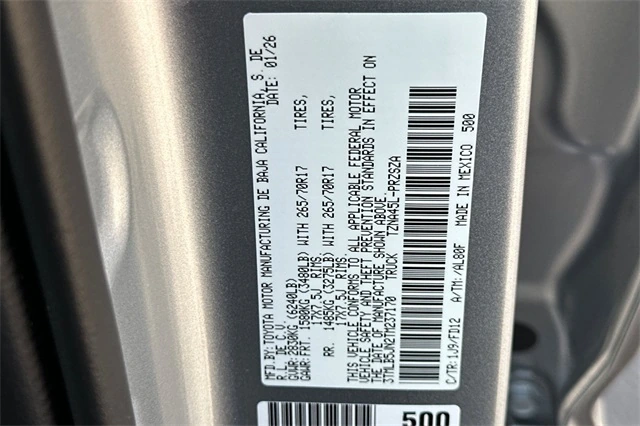 MFD.BY:TOYOTA MOTOR MANUFACTURING DE BAJA CALIFORNIA, S. DE
R.L. DE C.V. DATE: 01/26
GVWR:2830KG (6240LB)
GAWR:FRT. 1580KG (3480LB) WITH 265/70R17 TIRES,
17X7.5J RIMS,
RR. 1485KG (3275LB) WITH 265/70R17 TIRES,
17X7.5J RIMS.
THIS VEHICLE CONFORMS TO ALL APPLICABLE FEDERAL MOTOR
VEHICLE SAFETY AND THEFT PREVENTION STANDARDS IN EFFECT ON
THE DATE OF MANUFACTURE SHOWN ABOVE.
3TMLB5JN2TM237170 TRUCK TZNA45L-PRZSZA
C/TR:1J9/FD12 A/TM:/AL80F MADE IN MEXICO 500
500